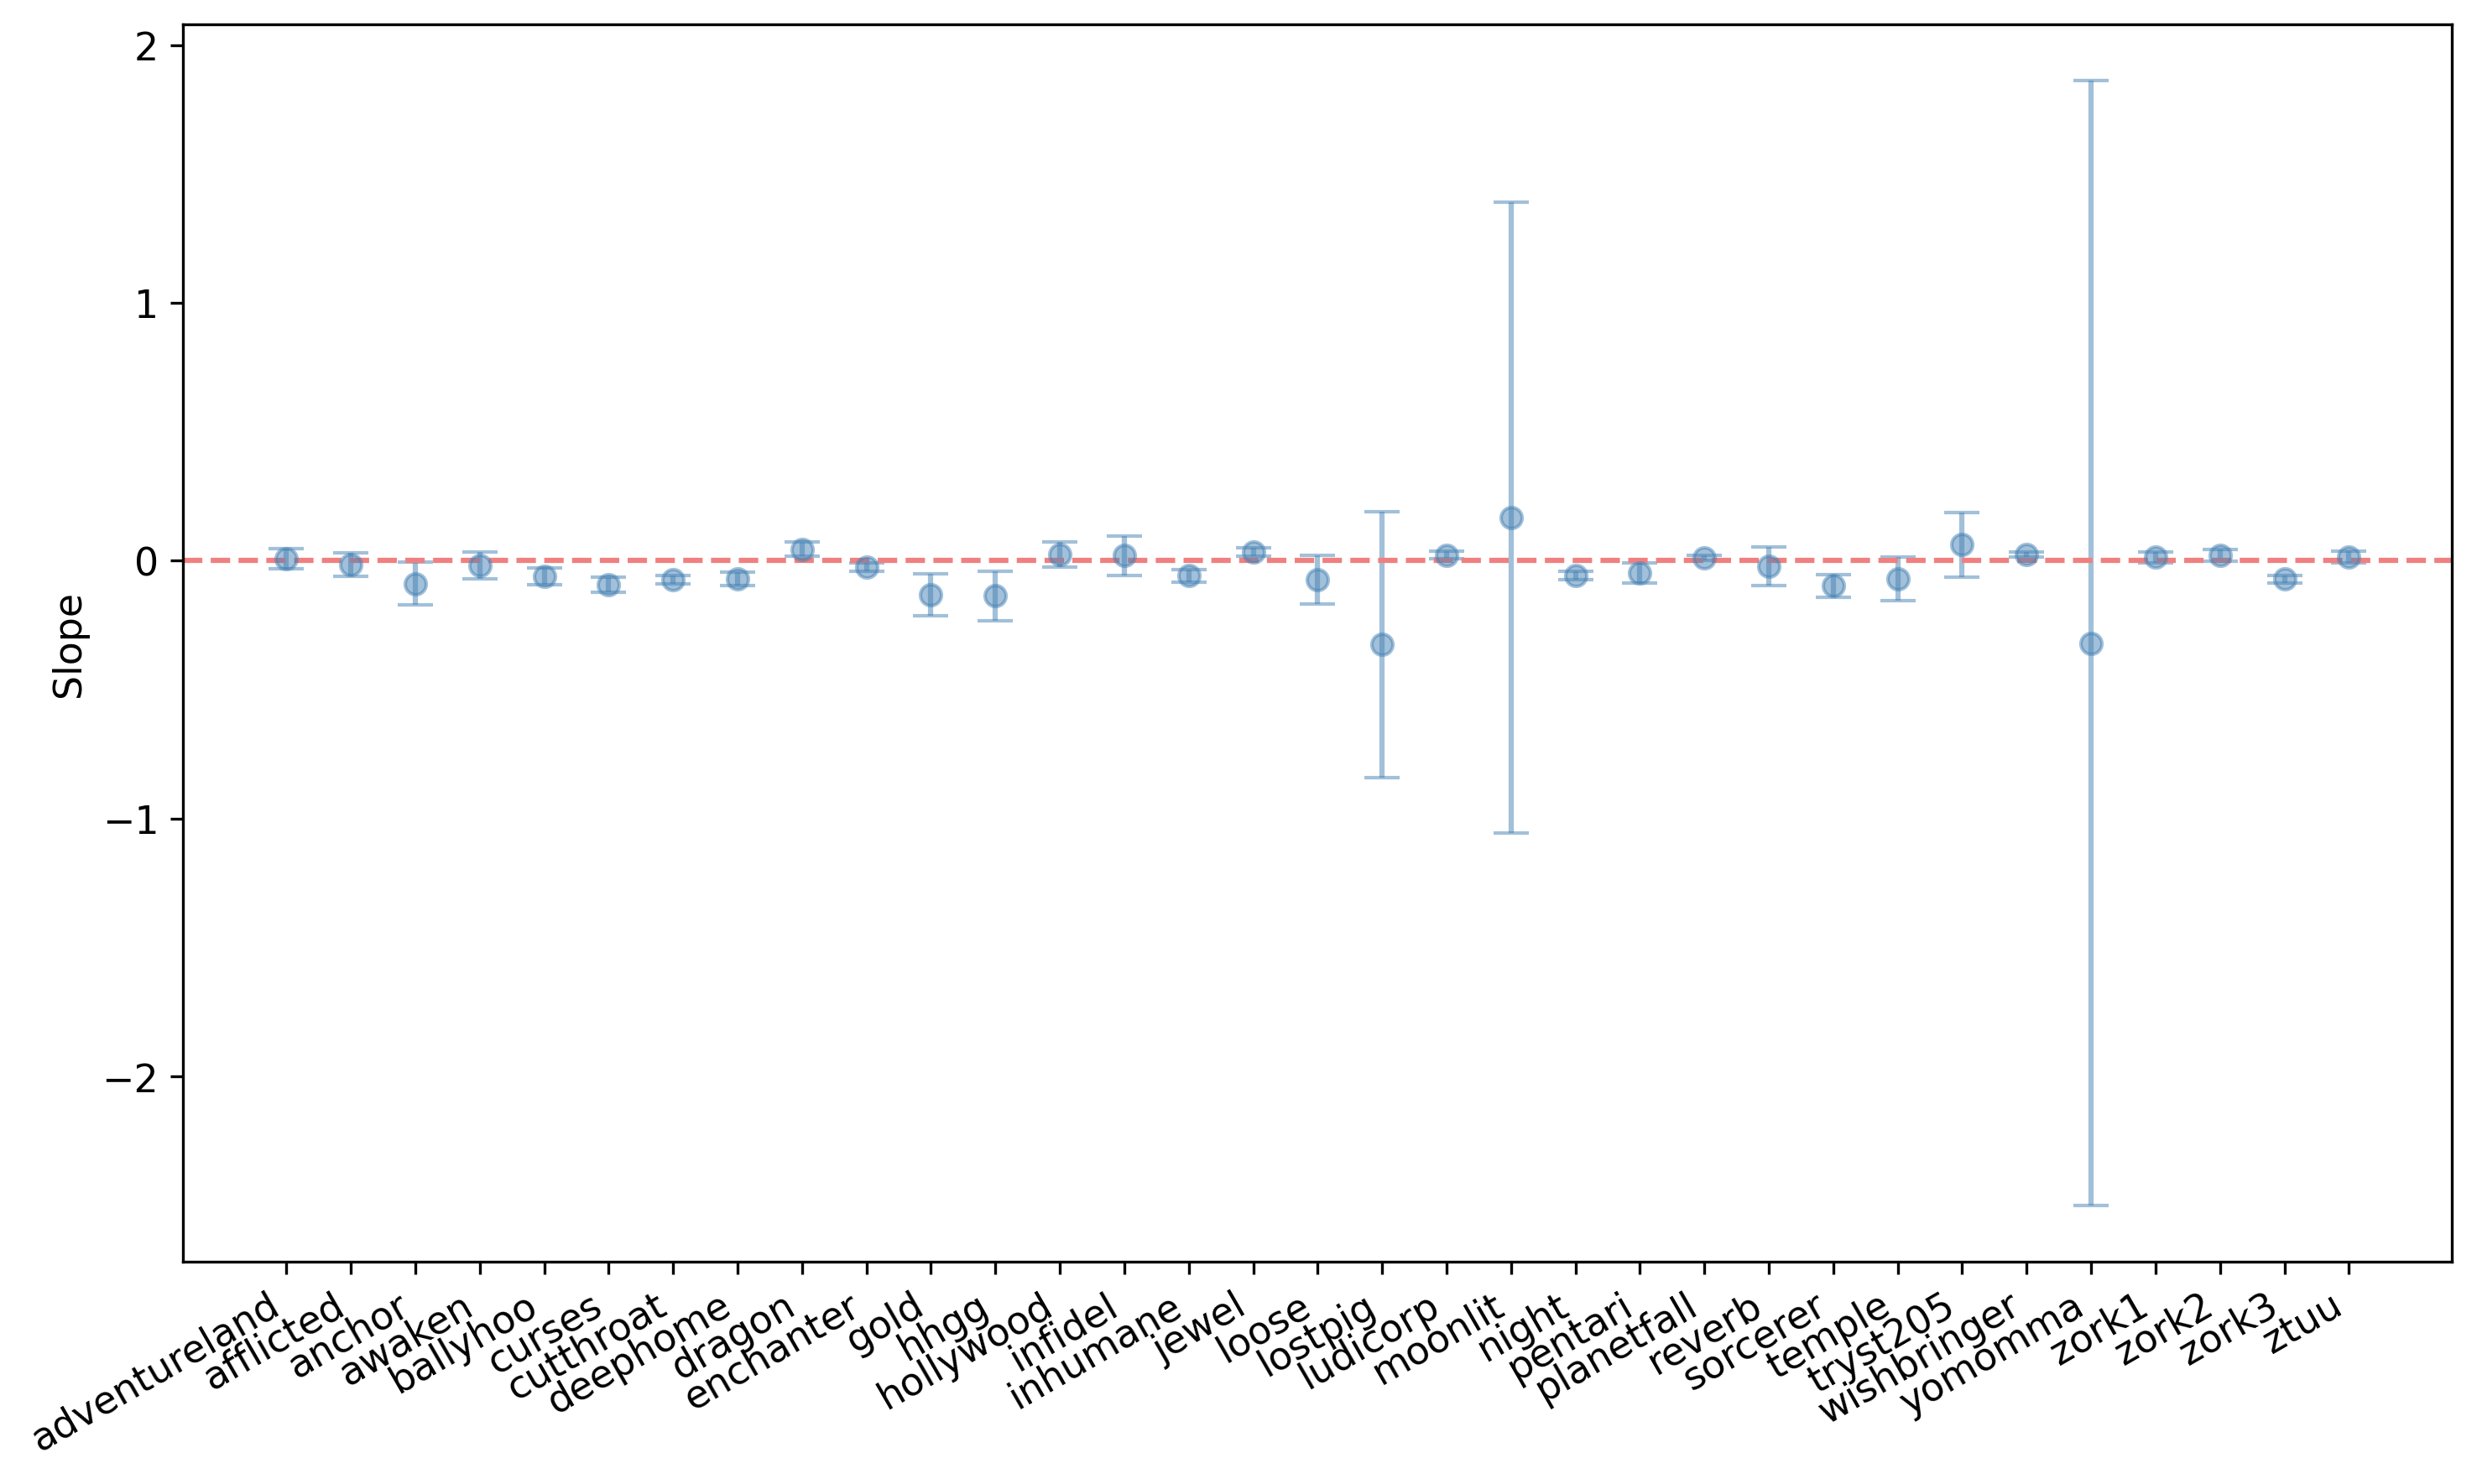 2
1
0
−1
−2
Slope
adventureland
afflicted
anchor
awaken
ballyhoo
curses
cutthroat
deephome
dragon
enchanter
gold
hhgg
hollywood
infidel
inhumane
jewel
loose
lostpig
ludicorp
moonlit
night
pentari
planetfall
reverb
sorcerer
temple
tryst205
wishbringer
yomomma
zork1
zork2
zork3
ztuu